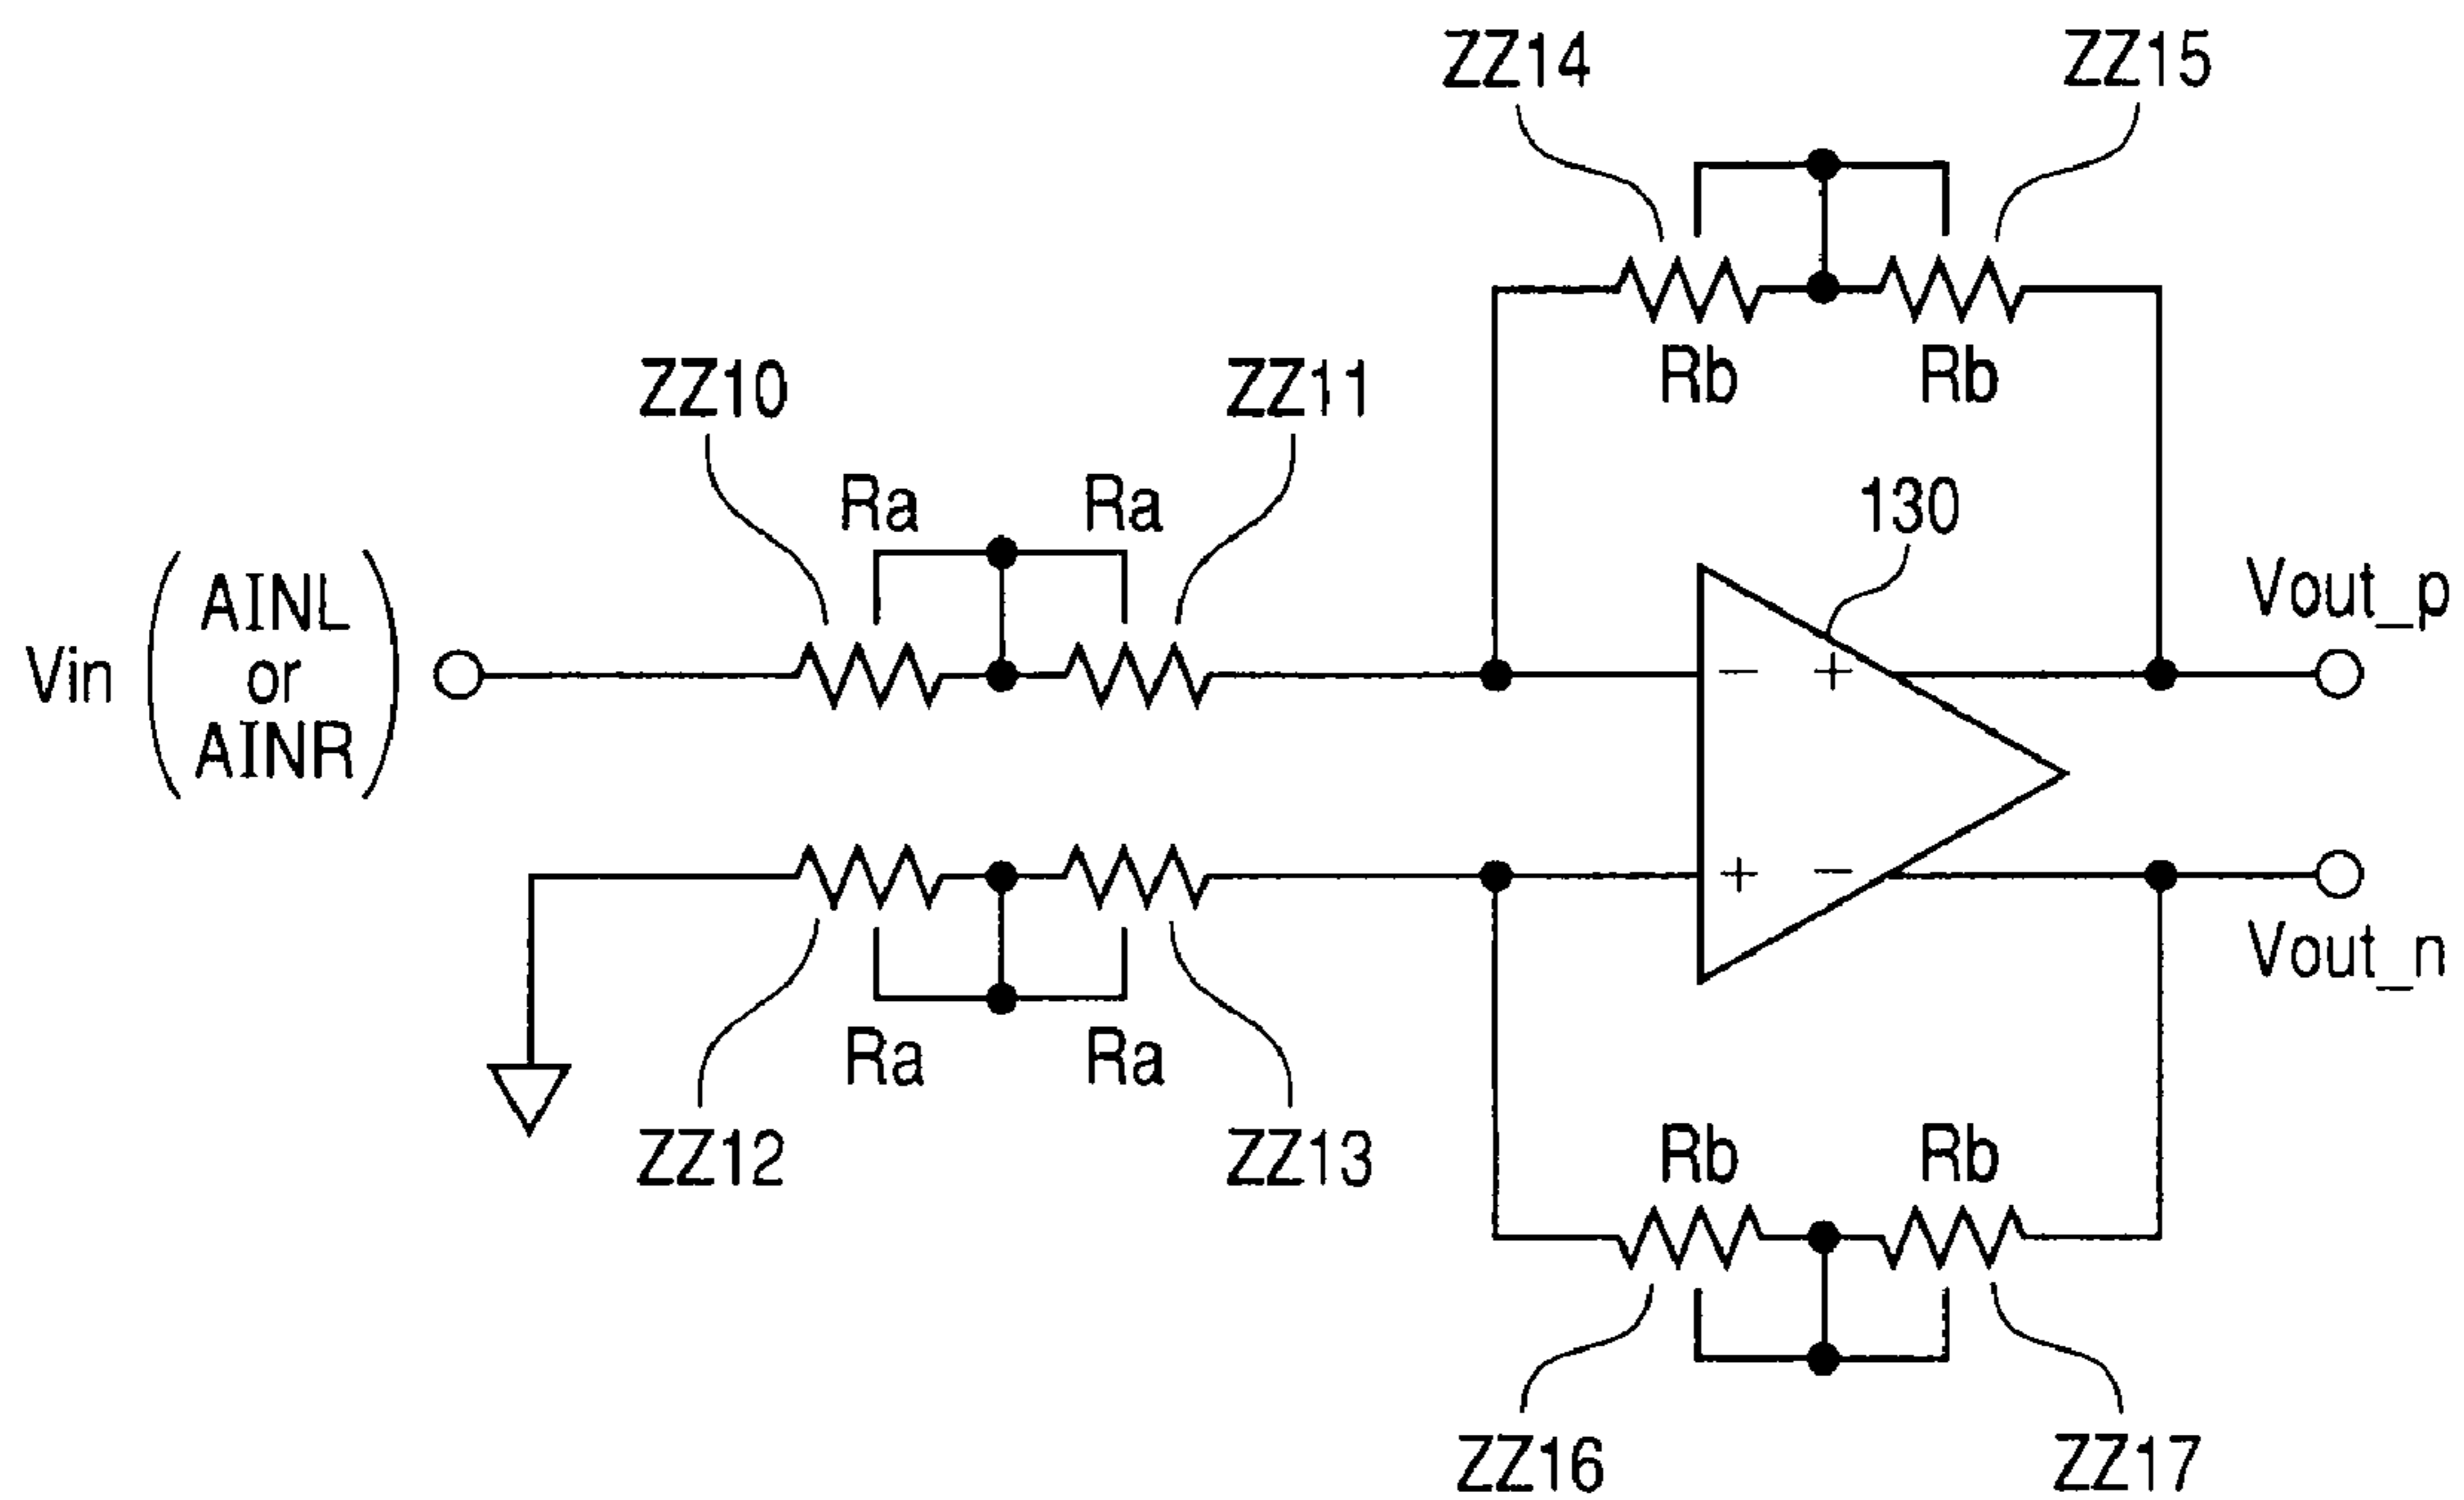 ZZ14 ZZ15
Rb Rb
ZZ10 ZZ11
Ra Ra
130
Vin ( AINL
or
AINR )
− +
Vout_p
+ −
Vout_n
Ra Ra
ZZ12 ZZ13
Rb Rb
ZZ16 ZZ17